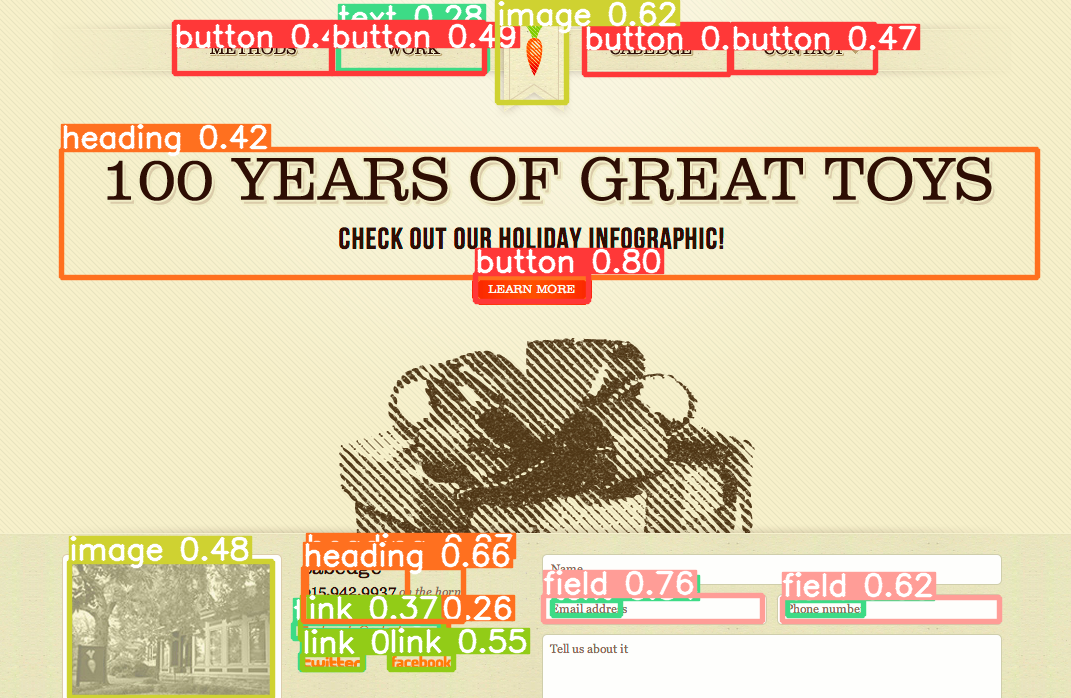 text 0.28
image 0.62
button 0.4
button 0.49
button 0.
button 0.47
METHODS
WORK
CABEDGE
CONTACT
heading 0.42
100 YEARS OF GREAT TOYS
CHECK OUT OUR HOLIDAY INFOGRAPHIC!
button 0.80
LEARN MORE
image 0.48
heading 0.66
cabedge
615.942.9937 on the horn
link 0.37
0.26
link 0
link 0.55
twitter
facebook
Name
field 0.76
field 0.62
Email address
Phone number
Tell us about it